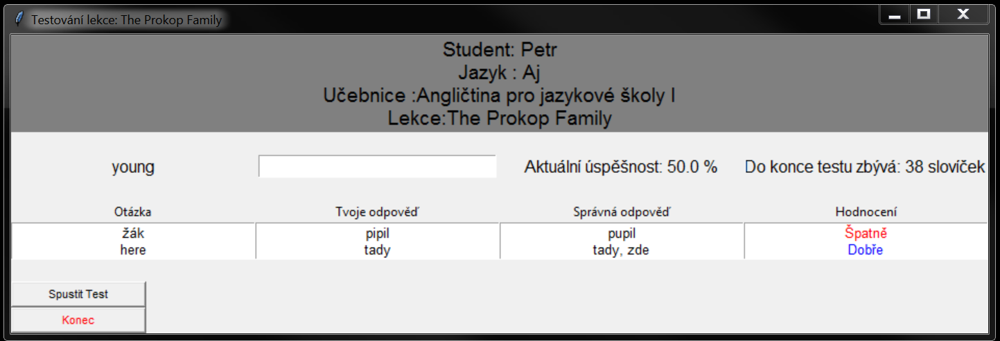 Testování lekce: The Prokop Family
Student: Petr
Jazyk : Aj
Učebnice :Angličtina pro jazykové školy I
Lekce:The Prokop Family
young Aktuální úspěšnost: 50.0 % Do konce testu zbývá: 38 slovíček
Otázka Tvoje odpověď Správná odpověď Hodnocení
žák pipil pupil Špatně
here tady tady, zde Dobře
Spustit Test
Konec